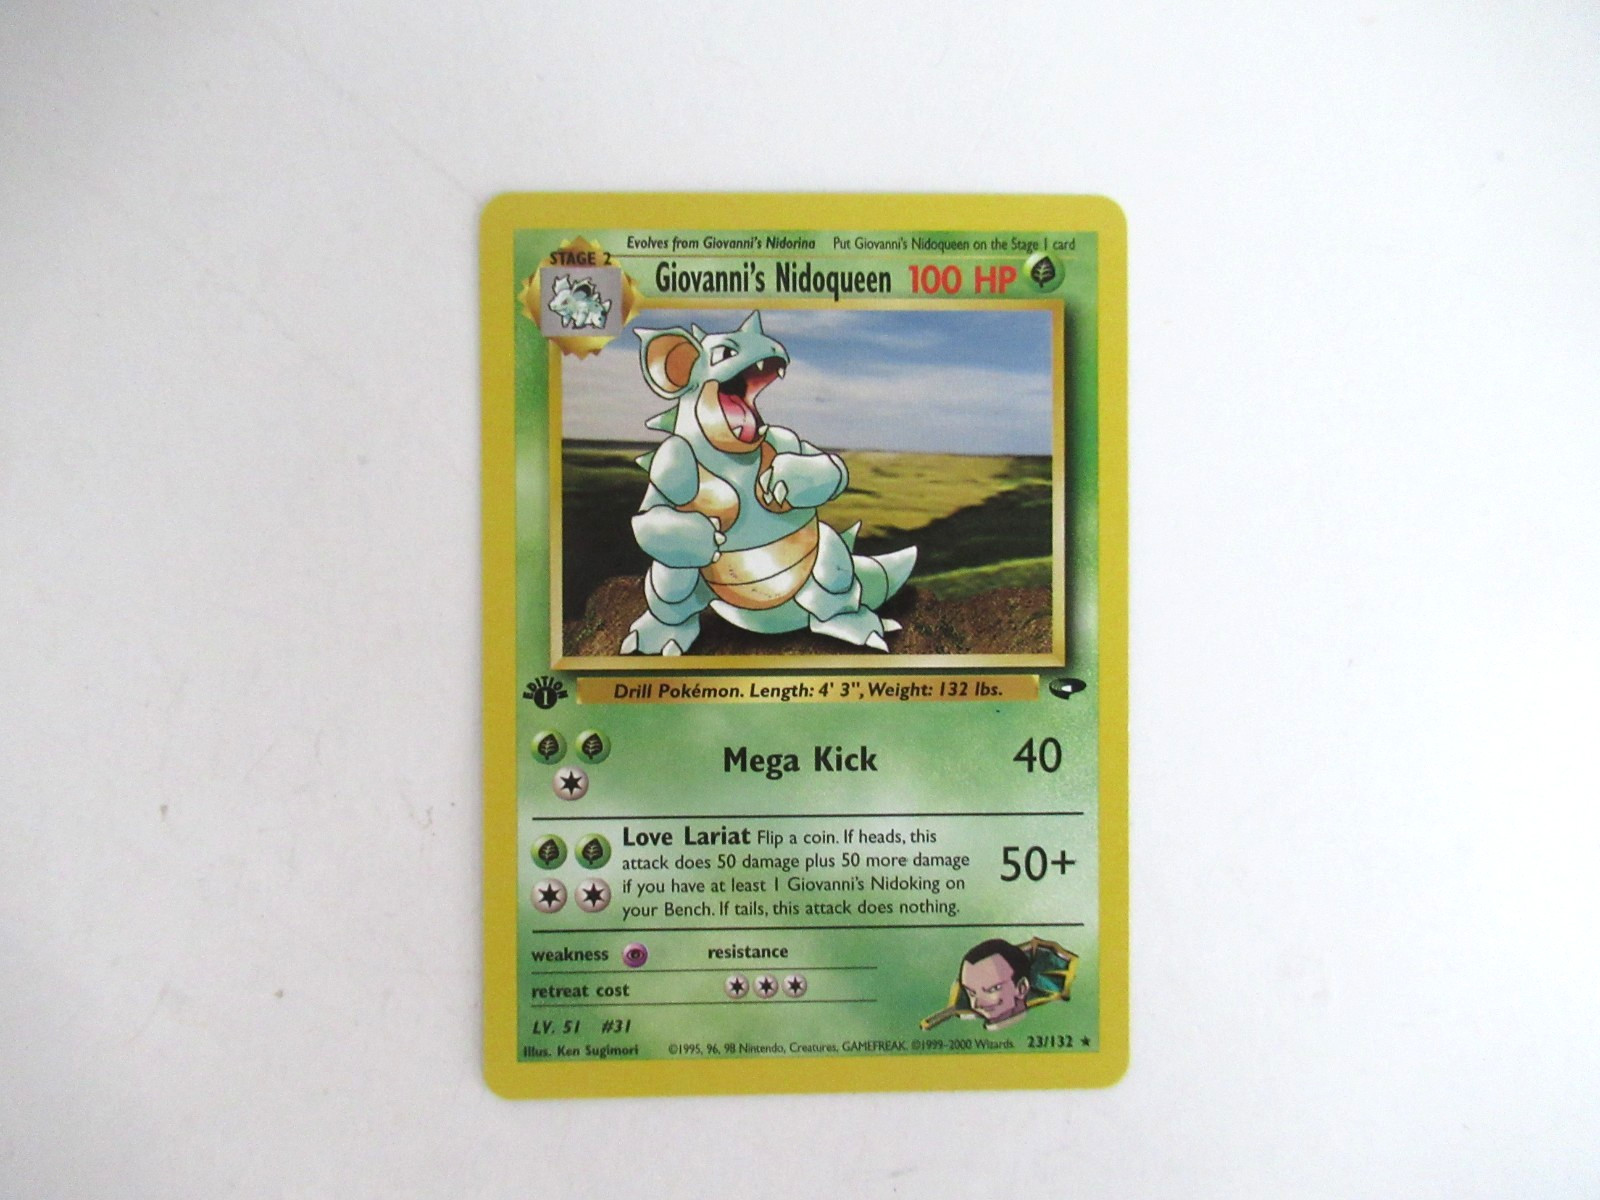 Evolves from Giovanni's Nidorina Put Giovanni's Nidoqueen on the Stage 1 card
STAGE 2
Giovanni's Nidoqueen 100 HP
EDITION
1
Drill Pokémon. Length: 4' 3", Weight: 132 lbs.
Mega Kick 40
Love Lariat Flip a coin. If heads, this
attack does 50 damage plus 50 more damage
if you have at least 1 Giovanni's Nidoking on
your Bench. If tails, this attack does nothing.
50+
weakness resistance
retreat cost
LV. 51 #31
Illus. Ken Sugimori ©1995, 96, 98 Nintendo, Creatures, GAMEFREAK. ©1999-2000 Wizards. 23/132 ★